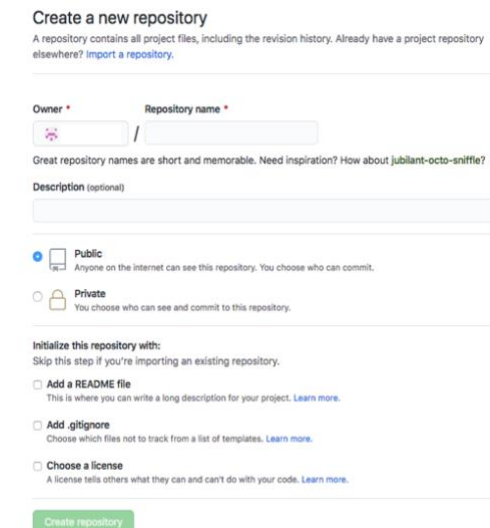 Create a new repository
A repository contains all project files, including the revision history. Already have a project repository
elsewhere? Import a repository.
Owner *
Repository name *
/
Great repository names are short and memorable. Need inspiration? How about jubilant-octo-sniffle?
Description (optional)
Public
Anyone on the internet can see this repository. You choose who can commit.
Private
You choose who can see and commit to this repository.
Initialize this repository with:
Skip this step if you're importing an existing repository.
Add a README file
This is where you can write a long description for your project. Learn more.
Add .gitignore
Choose which files not to track from a list of templates. Learn more.
Choose a license
A license tells others what they can and can't do with your code. Learn more.
Create repository